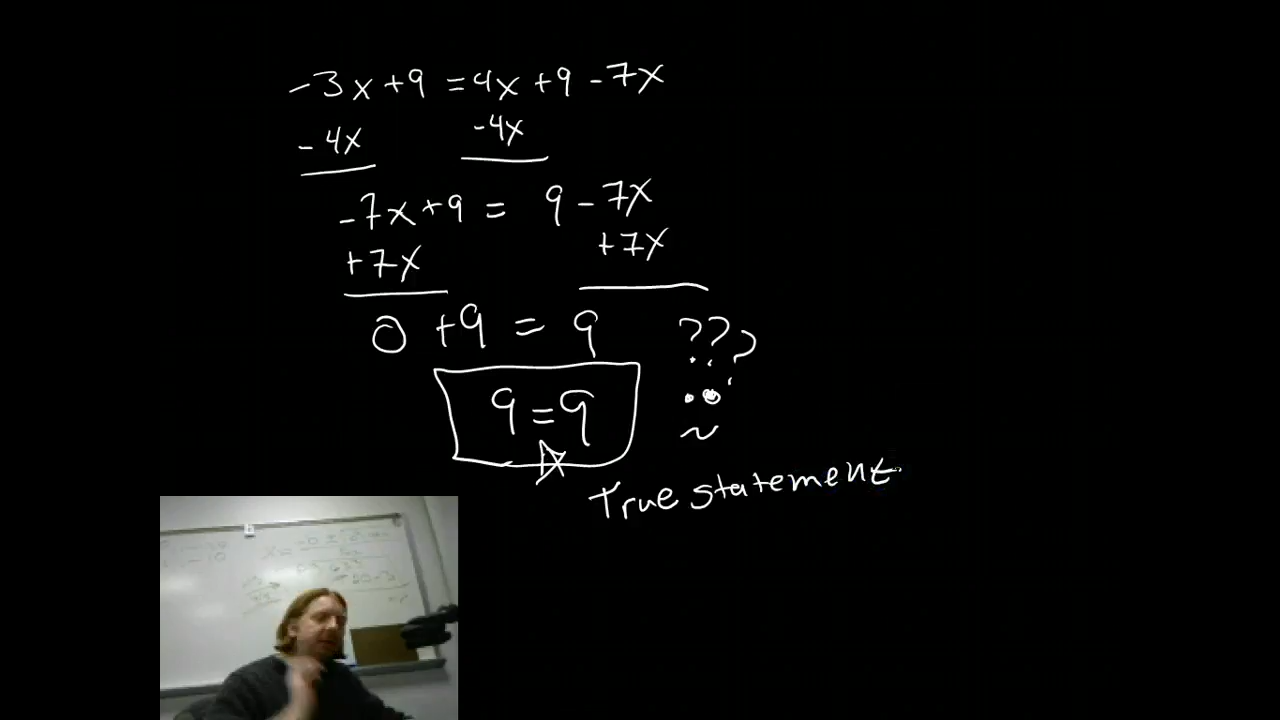 -3x+9 = 4x+9-7x
-4x -4x
-7x+9 = 9-7x
+7x +7x
0+9 = 9 ???
9=9
True statement